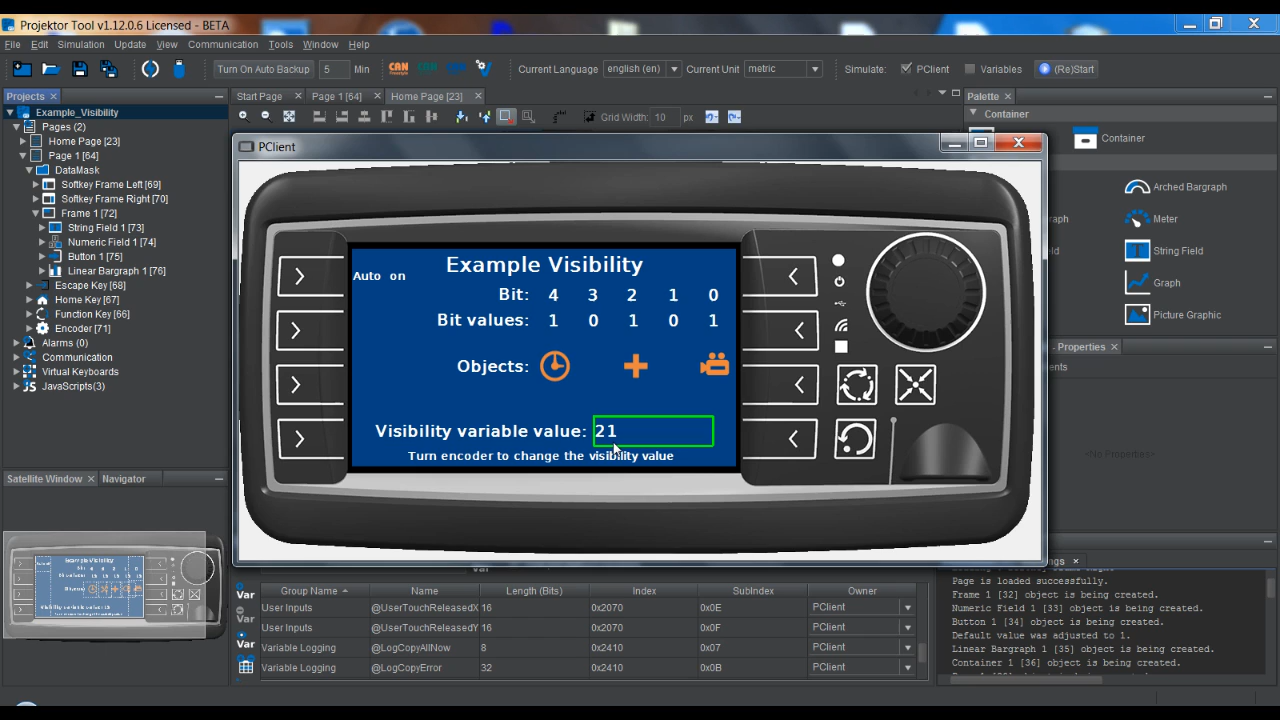 Projektor Tool v1.12.0.6 Licensed - BETA
File Edit Simulation Update View Communication Tools Window Help
Turn On Auto Backup 5 Min CAN Current Language english (en) Current Unit metric Simulate: PClient Variables (Re)Start
Projects
Start Page Page 1 [64] Home Page [23]
Palette
Grid Width: 10 px
Container
Container
Arched Bargraph
Meter
String Field
Graph
Picture Graphic
- Properties
<No Properties>
Example_Visibility
Pages (2)
Home Page [23]
Page 1 [64]
DataMask
Softkey Frame Left [69]
Softkey Frame Right [70]
Frame 1 [72]
String Field 1 [73]
Numeric Field 1 [74]
Button 1 [75]
Linear Bargraph 1 [76]
Escape Key [68]
Home Key [67]
Function Key [66]
Encoder [71]
Alarms (0)
Communication
Virtual Keyboards
JavaScripts(3)
Satellite Window Navigator
PClient
Auto on
Example Visibility
Bit: 4 3 2 1 0
Bit values: 1 0 1 0 1
Objects:
Visibility variable value: 21
Turn encoder to change the visibility value
Var
Var
Var
Group Name Name Length (Bits) Index SubIndex Owner
User Inputs @UserTouchReleasedX 16 0x2070 0x0E PClient
User Inputs @UserTouchReleasedY 16 0x2070 0x0F PClient
Variable Logging @LogCopyAllNow 8 0x2410 0x07 PClient
Variable Logging @LogCopyError 32 0x2410 0x0B PClient
Page is loaded successfully.
Frame 1 [32] object is being created.
Numeric Field 1 [33] object is being created.
Button 1 [34] object is being created.
Default value was adjusted to 1.
Linear Bargraph 1 [35] object is being created.
Container 1 [36] object is being created.